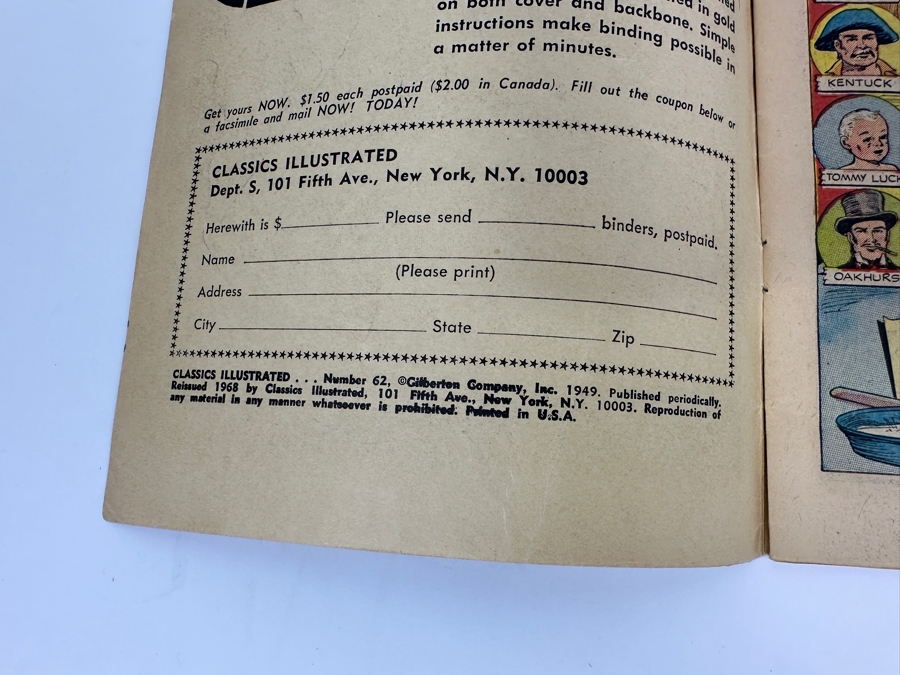 on both cover and backbone. Simple
instructions make binding possible in
a matter of minutes.
Get yours NOW. $1.50 each postpaid ($2.00 in Canada). Fill out the coupon below or
a facsimile and mail NOW! TODAY!
CLASSICS ILLUSTRATED
Dept. S, 101 Fifth Ave., New York, N.Y. 10003
Herewith is $ Please send binders, postpaid.
Name
(Please print)
Address
City State Zip
CLASSICS ILLUSTRATED . . . Number 62, ©Gilberton Company, Inc. 1949. Published periodically.
Reissued 1968 by Classics Illustrated, 101 Fifth Ave., New York, N.Y. 10003. Reproduction of
any material in any manner whatsoever is prohibited. Printed in U.S.A.
KENTUCK
TOMMY LUCK
OAKHURS